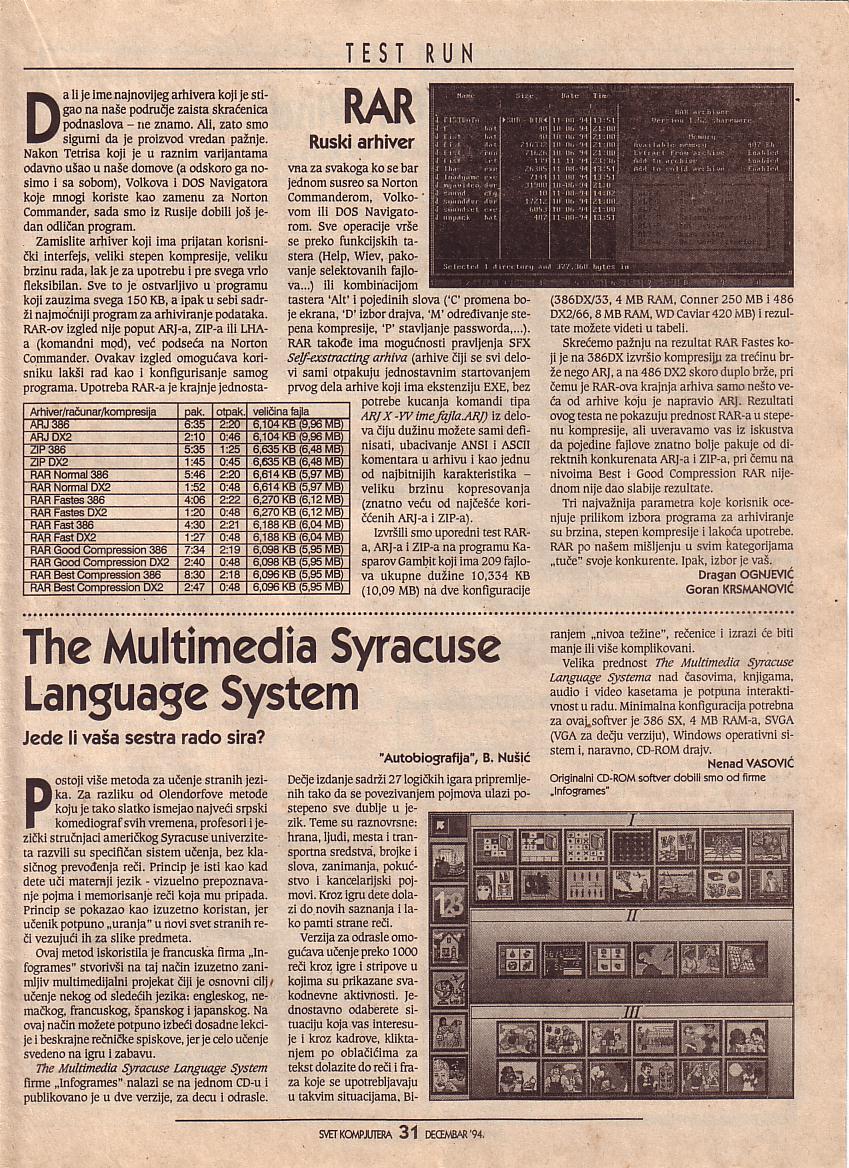 TEST RUN
Da li je ime najnovijeg arhivera koji je sti-
gao na naše područje zaista skraćenica
podnaslova – ne znamo. Ali, zato smo
sigurni da je proizvod vredan pažnje.
Nakon Tetrisa koji je u raznim varijantama
odavno ušao u naše domove (a odskoro ga no-
simo i sa sobom), Volkova i DOS Navigatora
koje mnogi koriste kao zamenu za Norton
Commander, sada smo iz Rusije dobili još je-
dan odličan program.
Zamislite arhiver koji ima prijatan korisni-
čki interfejs, veliki stepen kompresije, veliku
brzinu rada, lak je za upotrebu i pre svega vrlo
fleksibilan. Sve to je ostvarljivo u programu
koji zauzima svega 150 KB, a ipak u sebi sadr-
ži najmoćniji program za arhiviranje podataka.
RAR-ov izgled nije poput ARJ-a, ZIP-a ili LHA-
a (komandni mod), već podseća na Norton
Commander. Ovakav izgled omogućava kori-
sniku lakši rad kao i konfigurisanje samog
programa. Upotreba RAR-a je krajnje jednosta-
RAR
Ruski arhiver
vna za svakoga ko se bar
jednom susreo sa Norton
Commanderom, Volko-
vom ili DOS Navigato-
rom. Sve operacije vrše
se preko funkcijskih ta-
stera (Help, Wiev, pako-
vanje selektovanih fajlo-
va...) ili kombinacijom
tastera 'Alt' i pojedinih slova ('C' promena bo-
je ekrana, 'D' izbor drajva, 'M' određivanje ste-
pena kompresije, 'P' stavljanje passworda,...).
RAR takođe ima mogućnosti pravljenja SFX
Self-exstracting arhiva (arhive čiji se svi delo-
vi sami otpakuju jednostavnim startovanjem
prvog dela arhive koji ima ekstenziju EXE, bez
potrebe kucanja komandi tipa
ARJ X -YV ime_fajla.ARJ) iz delo-
va čiju dužinu možete sami defi-
nisati, ubacivanje ANSI i ASCII
komentara u arhivu i kao jednu
od najbitnijih karakteristika –
veliku brzinu kopresovanja
(znatno veću od najčešće kori-
šćenih ARJ-a i ZIP-a).
Izvršili smo uporedni test RAR-
a, ARJ-a i ZIP-a na programu Ka-
sparov Gambit koji ima 209 fajlo-
va ukupne dužine 10,334 KB
(10,09 MB) na dve konfiguracije
Arhiver/računar/kompresija pak. otpak. veličina fajla
ARJ 386 6:35 2:20 6,104 KB (9,96 MB)
ARJ DX2 2:10 0:46 6,104 KB (9,96 MB)
ZIP 386 5:35 1:25 6,635 KB (6,48 MB)
ZIP DX2 1:45 0:45 6,635 KB (6,48 MB)
RAR Normal 386 5:46 2:20 6,614 KB (5,97 MB)
RAR Normal DX2 1:52 0:48 6,614 KB (5,97 MB)
RAR Fastes 386 4:06 2:22 6,270 KB (6,12 MB)
RAR Fastes DX2 1:20 0:48 6,270 KB (6,12 MB)
RAR Fast 386 4:30 2:21 6,188 KB (6,04 MB)
RAR Fast DX2 1:27 0:48 6,188 KB (6,04 MB)
RAR Good Compression 386 7:34 2:19 6,098 KB (5,95 MB)
RAR Good Compression DX2 2:40 0:48 6,098 KB (5,95 MB)
RAR Best Compression 386 8:30 2:18 6,096 KB (5,95 MB)
RAR Best Compression DX2 2:47 0:48 6,096 KB (5,95 MB)
Name Size Date Time
RAR archiver
Version 1.52 shareware
Memory
Available memory
Extract from archive Enabled
Add to archive Enabled
Add to solid archive Enabled
Selected 1 directory and 327,360 bytes in
(386DX/33, 4 MB RAM, Conner 250 MB i 486
DX2/66, 8 MB RAM, WD Caviar 420 MB) i rezul-
tate možete videti u tabeli.
Skrećemo pažnju na rezultat RAR Fastes ko-
ji je na 386DX izvršio kompresiju za trećinu br-
že nego ARJ, a na 486 DX2 skoro duplo brže, pri
čemu je RAR-ova krajnja arhiva samo nešto ve-
ća od arhive koju je napravio ARJ. Rezultati
ovog testa ne pokazuju prednost RAR-a u stepe-
nu kompresije, ali uveravamo vas iz iskustva
da pojedine fajlove znatno bolje pakuje od di-
rektnih konkurenata ARJ-a i ZIP-a, pri čemu na
nivoima Best i Good Compression RAR nije-
dnom nije dao slabije rezultate.
Tri najvažnija parametra koje korisnik oce-
njuje prilikom izbora programa za arhiviranje
su brzina, stepen kompresije i lakoća upotrebe.
RAR po našem mišljenju u svim kategorijama
„tuče” svoje konkurente. Ipak, izbor je vaš.
Dragan OGNJEVIĆ
Goran KRSMANOVIĆ
The Multimedia Syracuse
Language System
Jede li vaša sestra rado sira?
"Autobiografija", B. Nušić
Postoji više metoda za učenje stranih jezi-
ka. Za razliku od Olendorfove metode
koju je tako slatko ismejao najveći srpski
komediograf svih vremena, profesori i je-
zički stručnjaci američkog Syracuse univerzite-
ta razvili su specifičan sistem učenja, bez kla-
sičnog prevođenja reči. Princip je isti kao kad
dete uči maternji jezik - vizuelno prepoznava-
nje pojma i memorisanje reči koja mu pripada.
Princip se pokazao kao izuzetno koristan, jer
učenik potpuno „uranja” u novi svet stranih re-
či vezujući ih za slike predmeta.
Ovaj metod iskoristila je francuska firma „In-
fogrames” stvorivši na taj način izuzetno zani-
mljiv multimedijalni projekat čiji je osnovni cilj
učenje nekog od sledećih jezika: engleskog, ne-
mačkog, francuskog, španskog i japanskog. Na
ovaj način možete potpuno izbeći dosadne lekci-
je i beskrajne rečničke spiskove, jer je celo učenje
svedeno na igru i zabavu.
The Multimedia Syracuse Language System
firme „Infogrames” nalazi se na jednom CD-u i
publikovano je u dve verzije, za decu i odrasle.
Dečje izdanje sadrži 27 logičkih igara pripremlje-
nih tako da se povezivanjem pojmova ulazi po-
stepeno sve dublje u je-
zik. Teme su raznovrsne:
hrana, ljudi, mesta i tran-
sportna sredstva, brojke i
slova, zanimanja, pokuć-
stvo i kancelarijski poj-
movi. Kroz igru dete dola-
zi do novih saznanja i la-
ko pamti strane reči.
Verzija za odrasle omo-
gućava učenje preko 1000
reči kroz igre i stripove u
kojima su prikazane sva-
kodnevne aktivnosti. Je-
dnostavno odaberete si-
tuaciju koja vas interesu-
je i kroz kadrove, klikta-
njem po oblačićima za
tekst dolazite do reči i fra-
za koje se upotrebljavaju
u takvim situacijama. Bi-
ranjem „nivoa težine”, rečenice i izrazi će biti
manje ili više komplikovani.
Velika prednost The Multimedia Syracuse
Language Systema nad časovima, knjigama,
audio i video kasetama je potpuna interakti-
vnost u radu. Minimalna konfiguracija potrebna
za ovaj softver je 386 SX, 4 MB RAM-a, SVGA
(VGA za dečju verziju), Windows operativni si-
stem i, naravno, CD-ROM drajv.
Nenad VASOVIĆ
Originalni CD-ROM softver dobili smo od firme
„Infogrames”
I
123
II
III
SVET KOMPJUTERA 31 DECEMBAR '94.